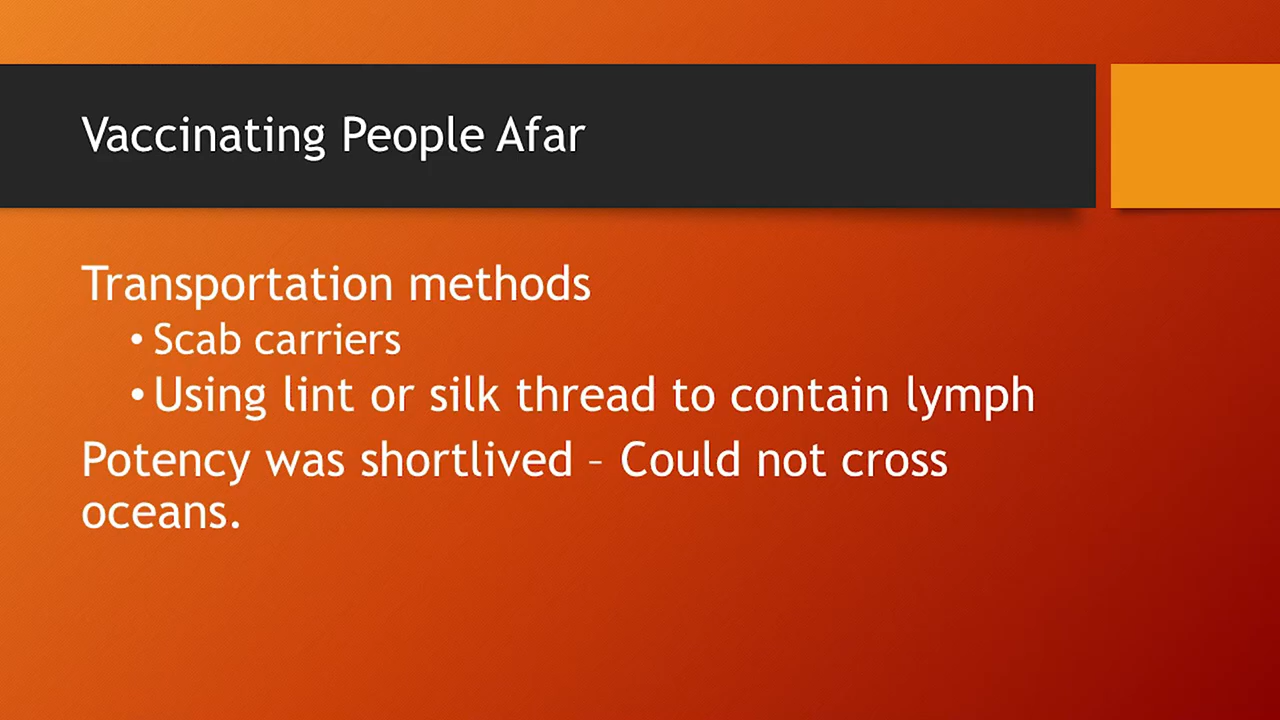 Vaccinating People Afar
Transportation methods
• Scab carriers
• Using lint or silk thread to contain lymph
Potency was shortlived – Could not cross
oceans.